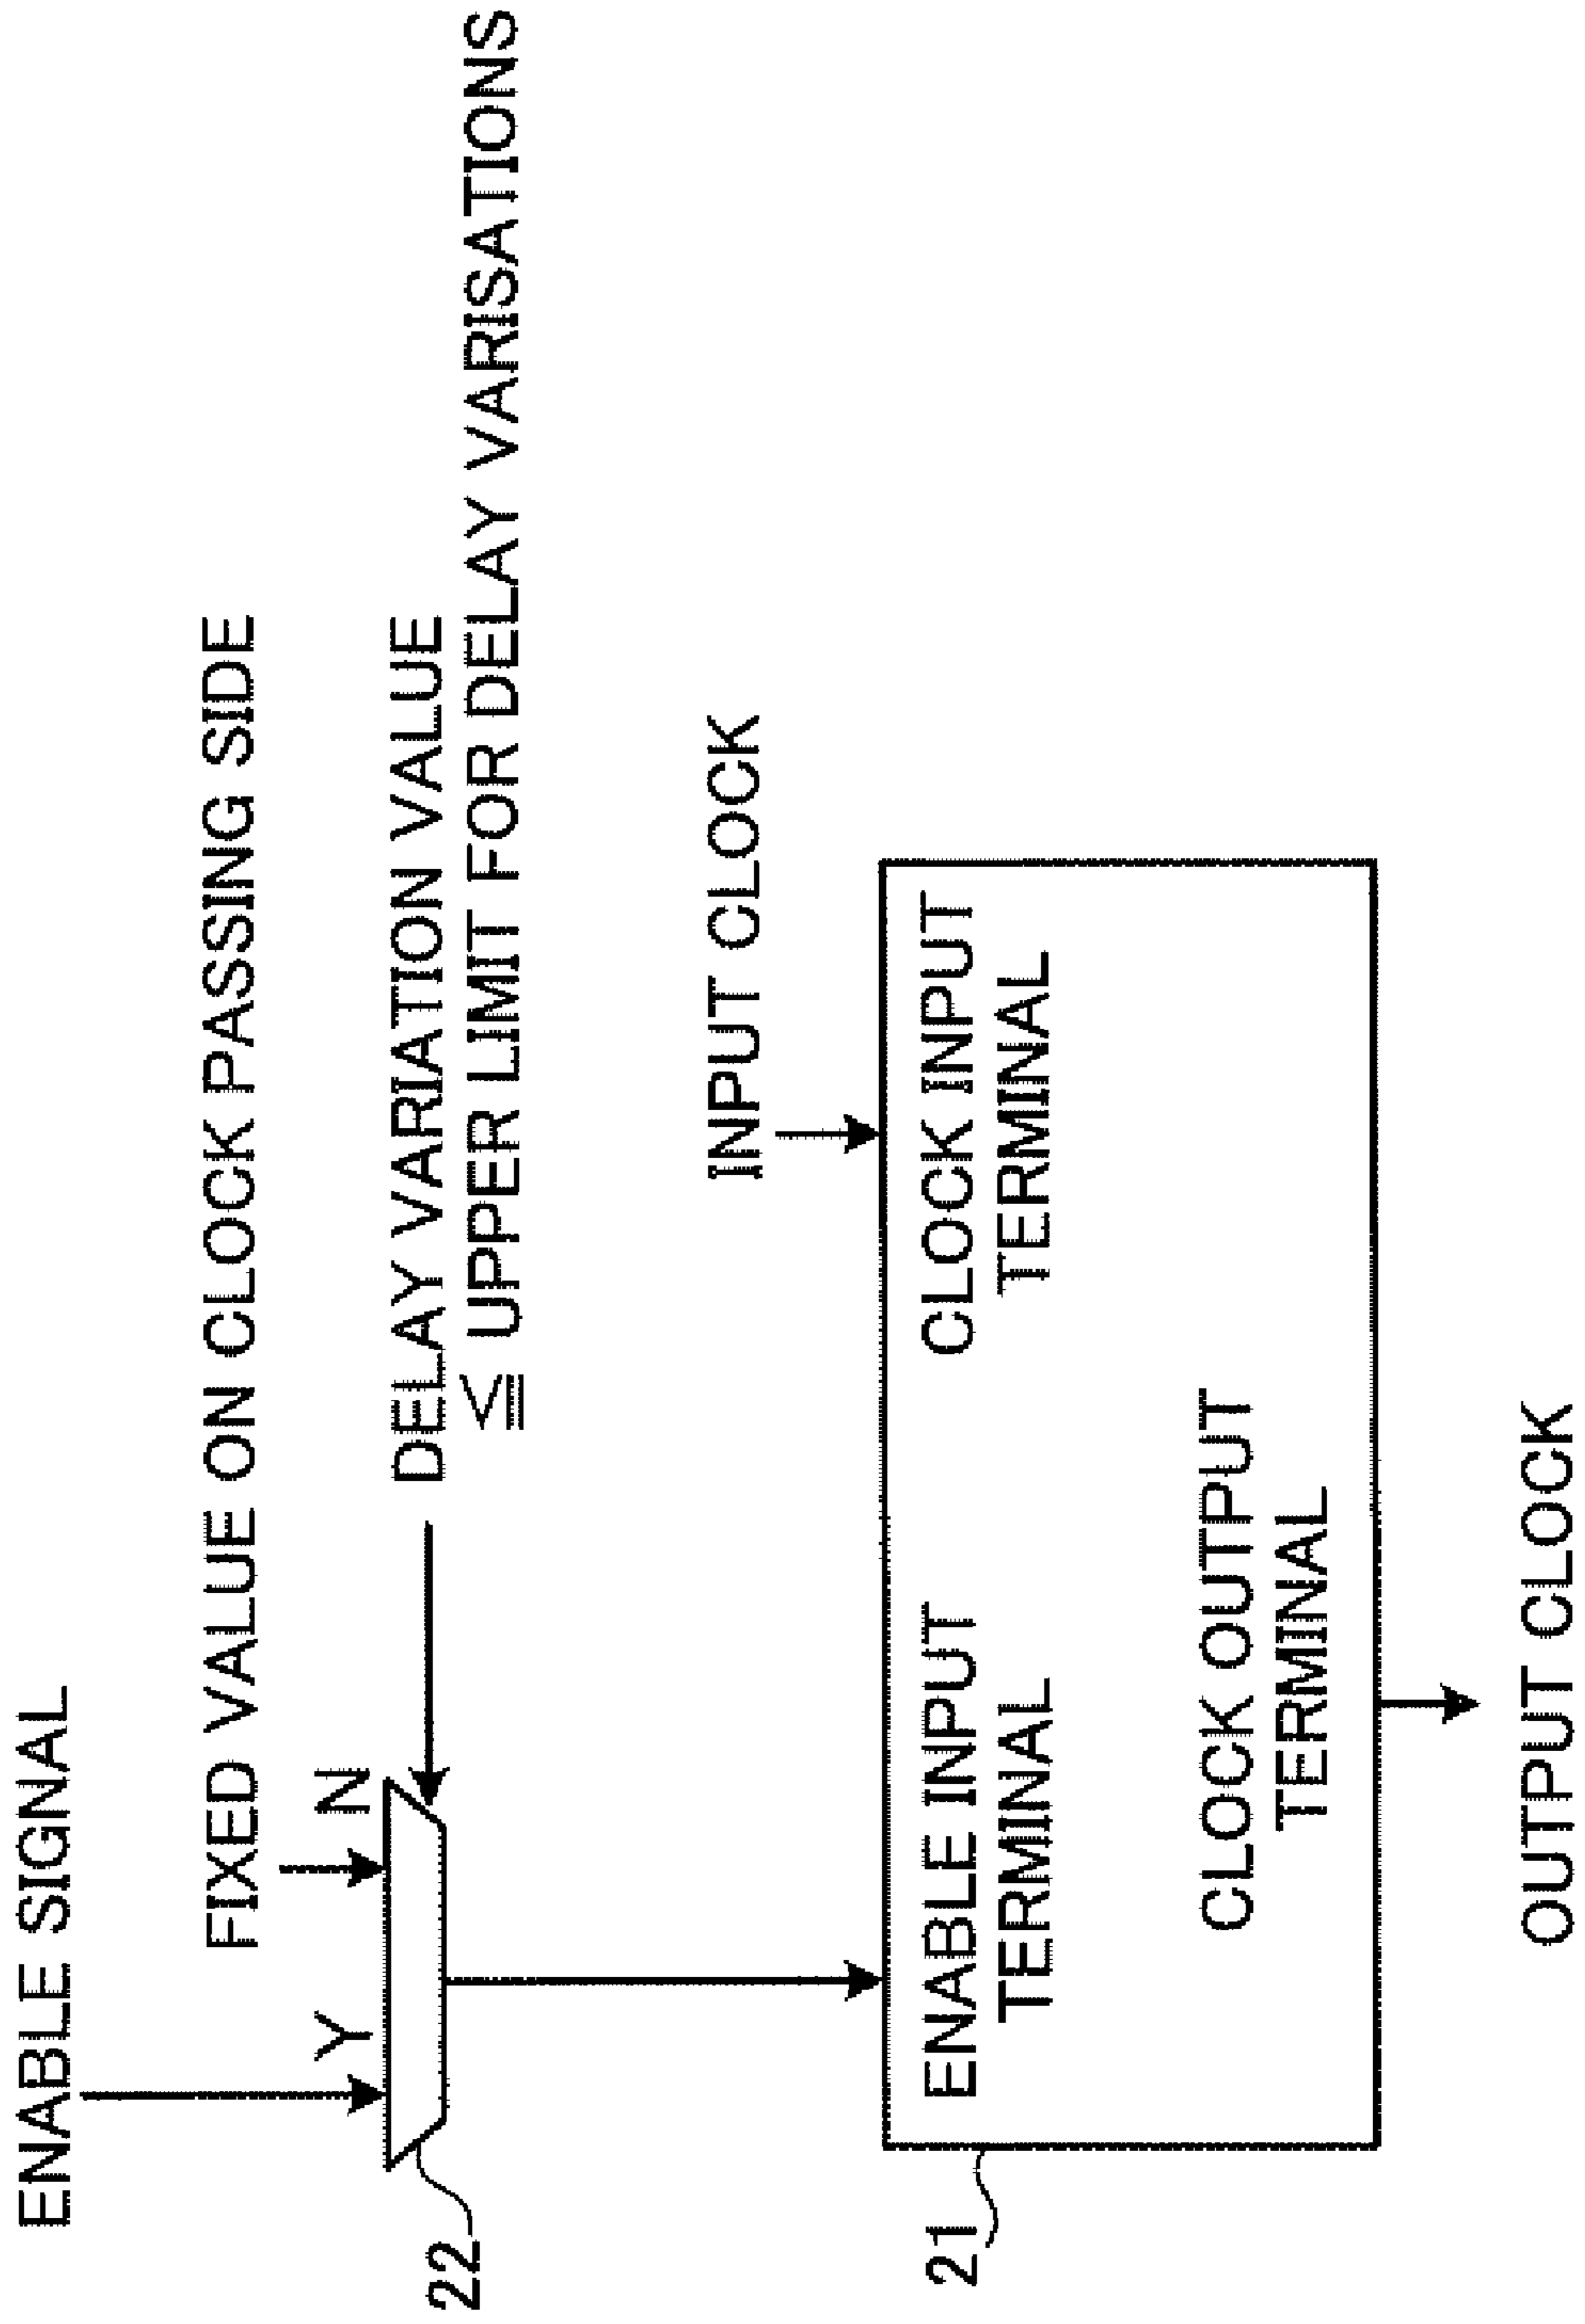 ENABLE SIGNAL
FIXED VALUE ON CLOCK PASSING SIDE
Y
N
DELAY VARIATION VALUE
≦ UPPER LIMIT FOR DELAY VARISATIONS
22
INPUT CLOCK
ENABLE INPUT
TERMINAL
CLOCK INPUT
TERMINAL
21
CLOCK OUTPUT
TERMINAL
OUTPUT CLOCK